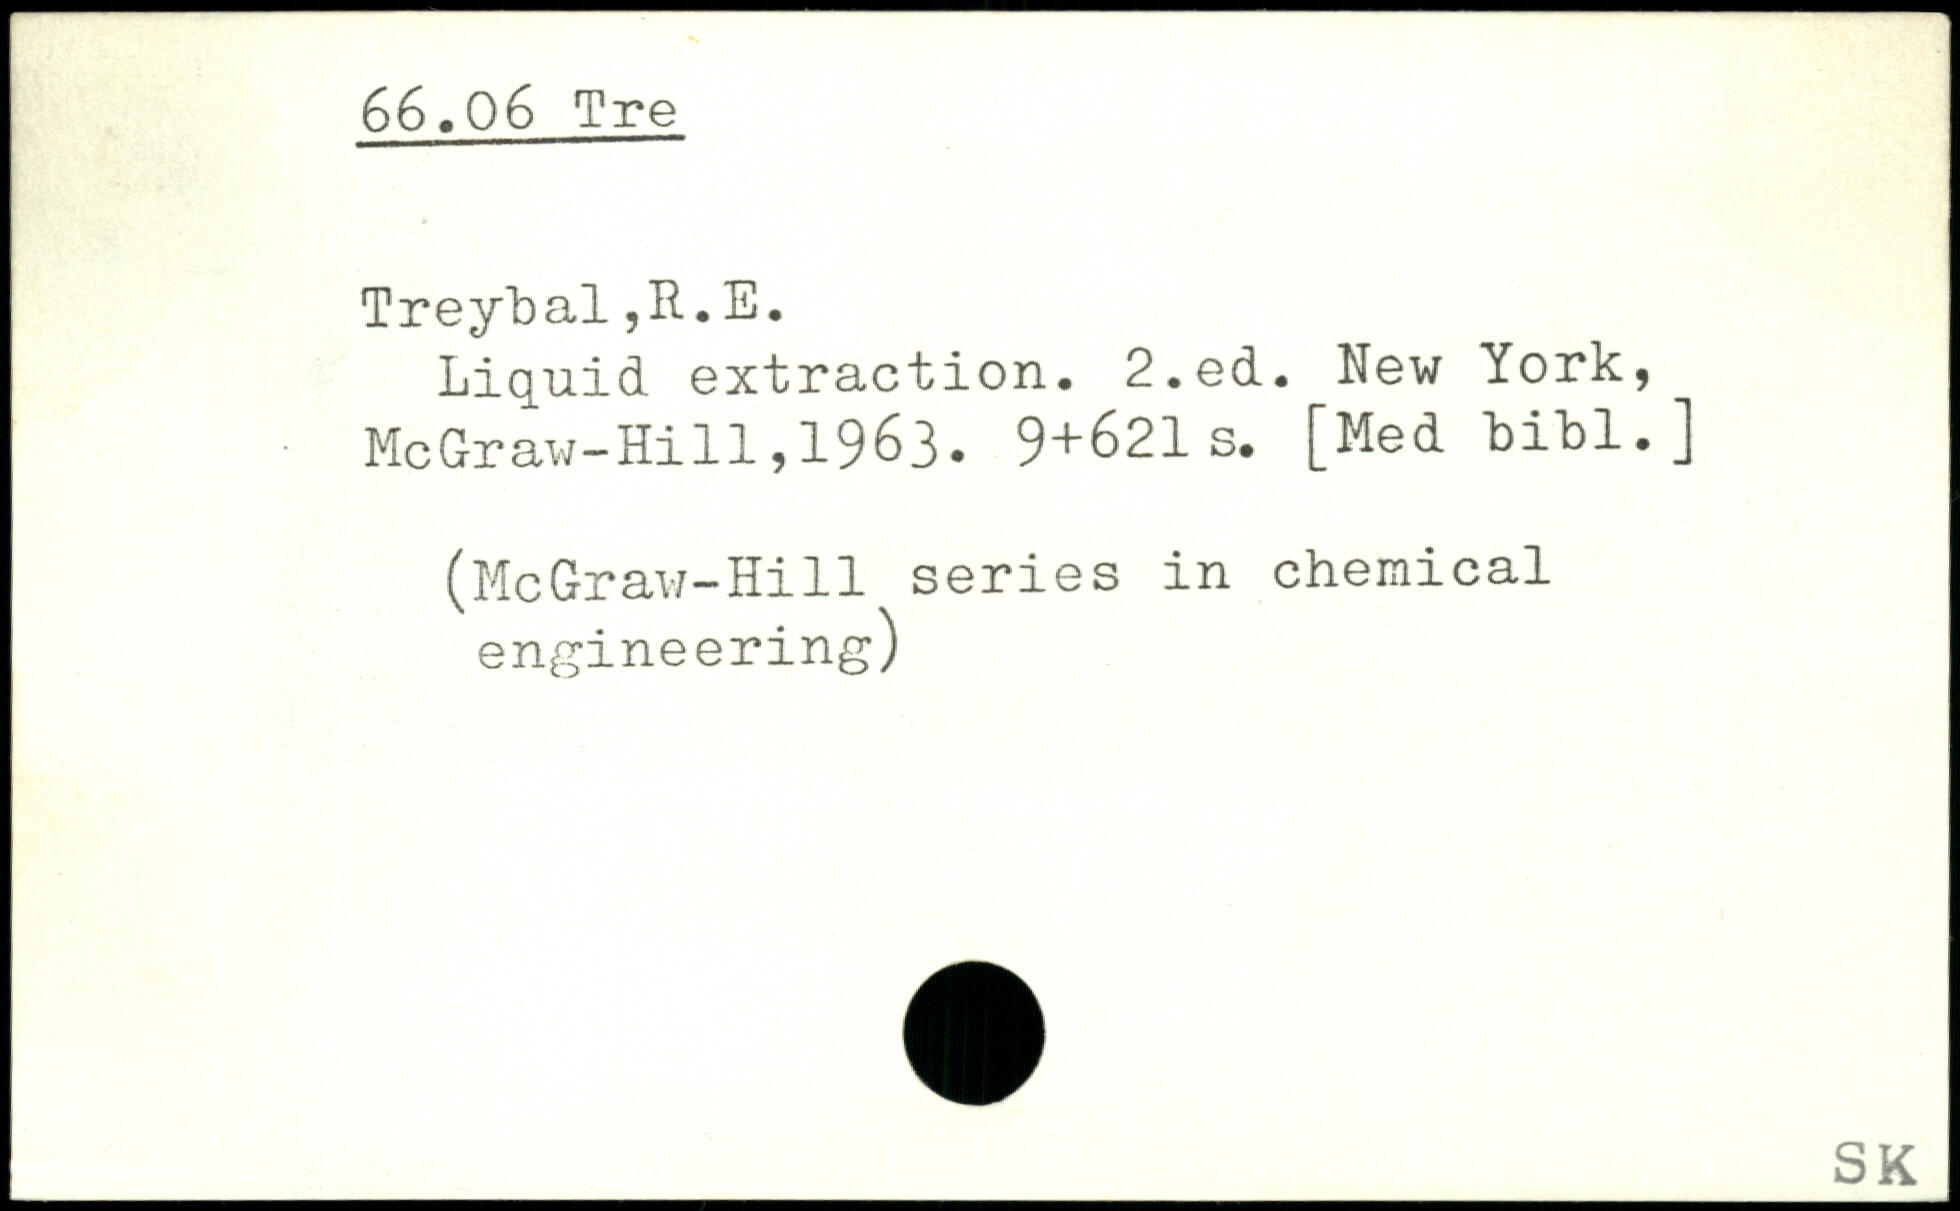 66.06 Tre
Treybal,R.E.
Liquid extraction. 2.ed. New York,
McGraw-Hill,1963. 9+621 s. [Med bibl.]
(McGraw-Hill series in chemical
engineering)
SK